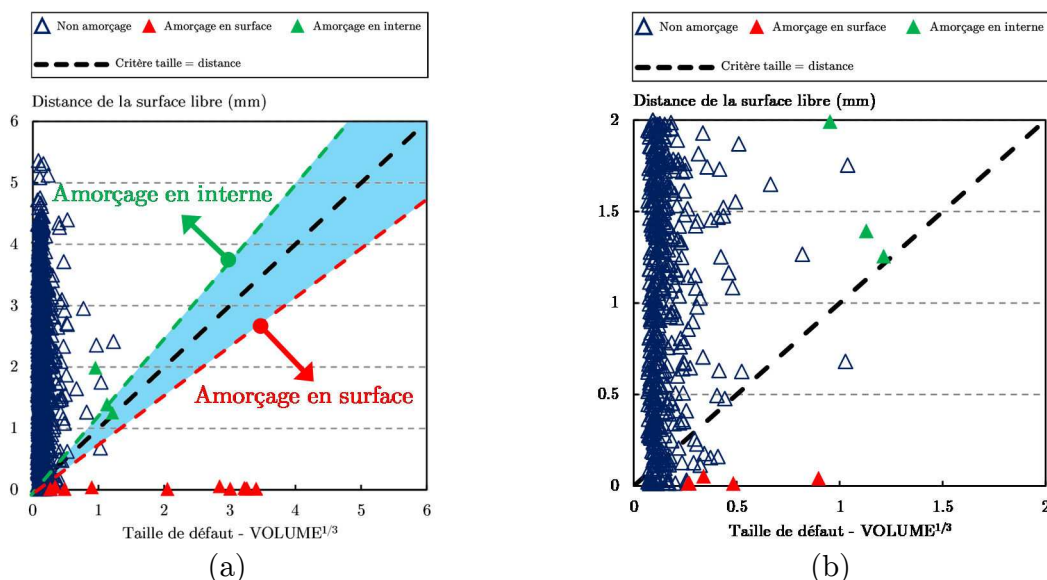 Non amorçage Amorçage en surface Amorçage en interne
Critère taille = distance
Distance de la surface libre (mm)
6
5
4
3
2
1
0
0 1 2 3 4 5 6
Amorçage en interne
Amorçage en surface
Taille de défaut - VOLUME1/3
(a)
Non amorçage Amorçage en surface Amorçage en interne
Critère taille = distance
Distance de la surface libre (mm)
2
1.5
1
0.5
0
0 0.5 1 1.5 2
Taille de défaut - VOLUME1/3
(b)